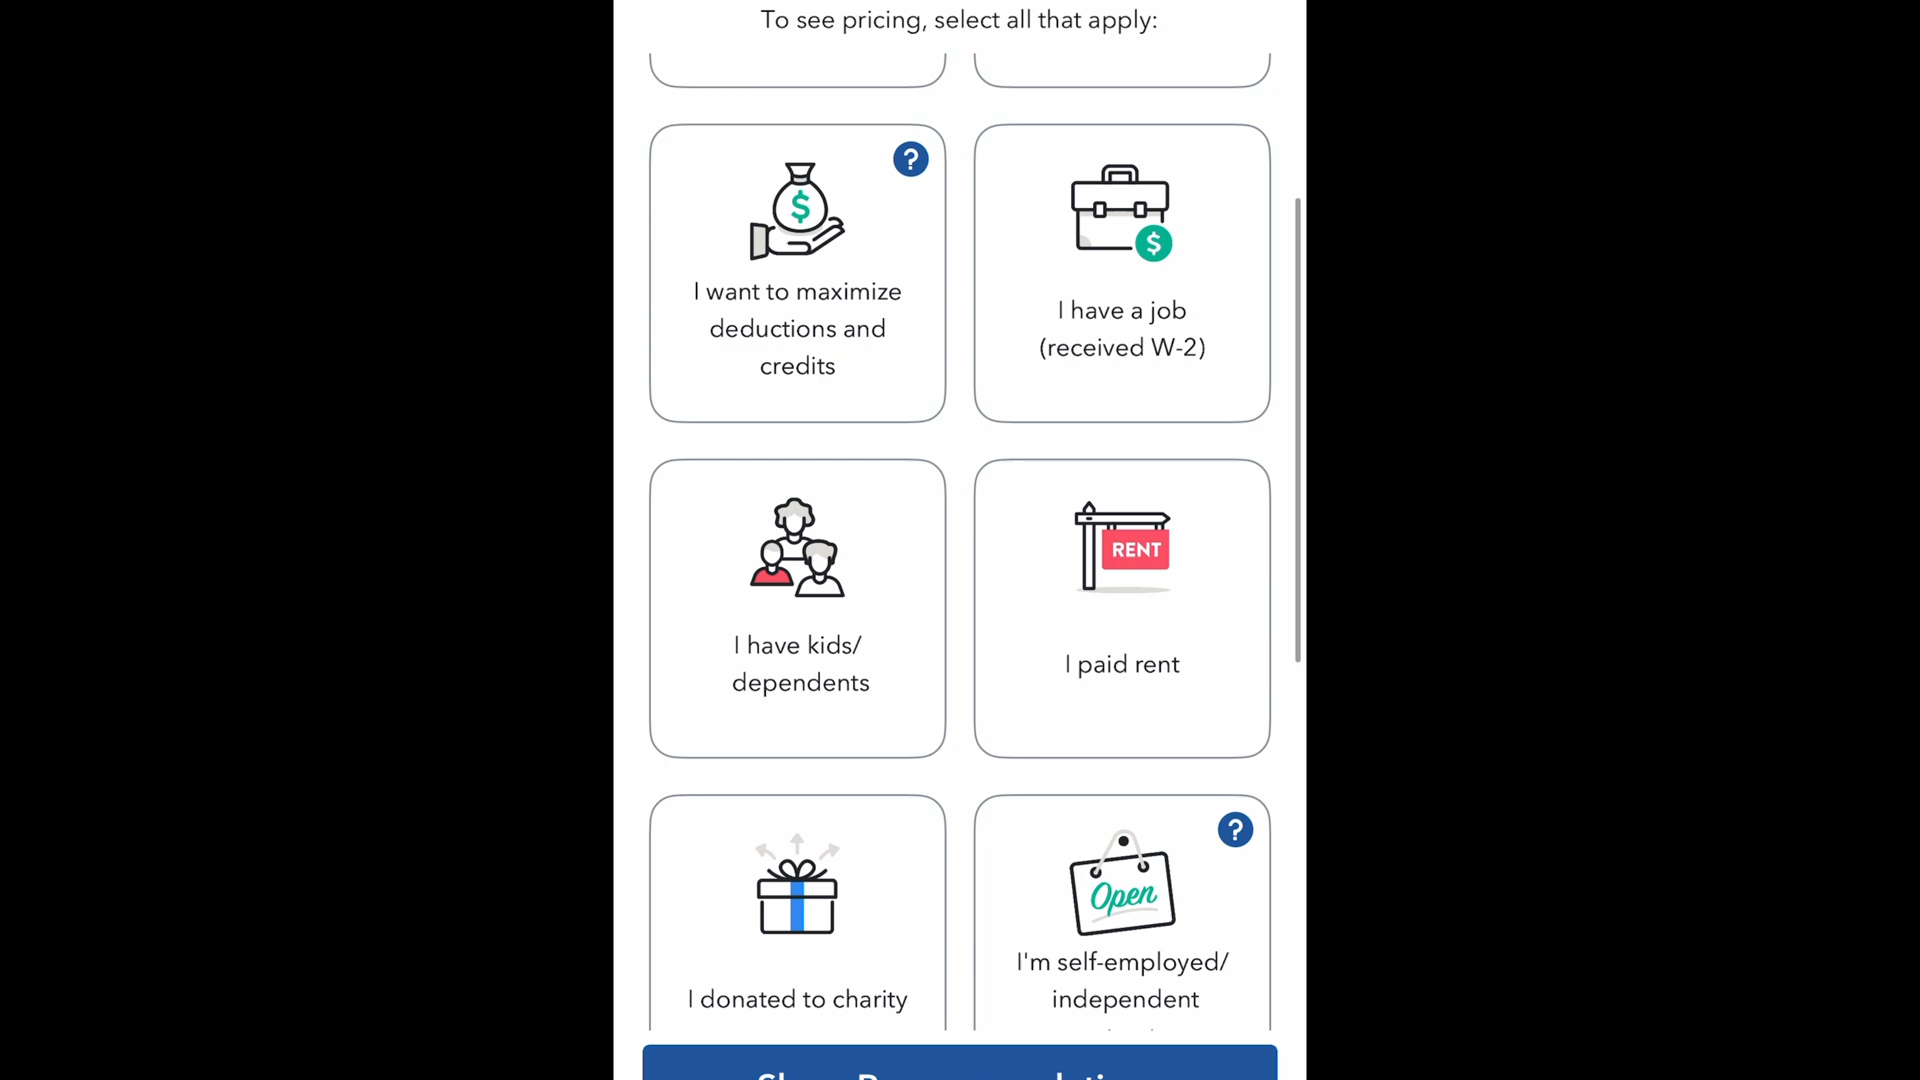 To see pricing, select all that apply:
?
$
I want to maximize
deductions and
credits
$
I have a job
(received W-2)
I have kids/
dependents
RENT
I paid rent
I donated to charity
?
Open
I'm self-employed/
independent